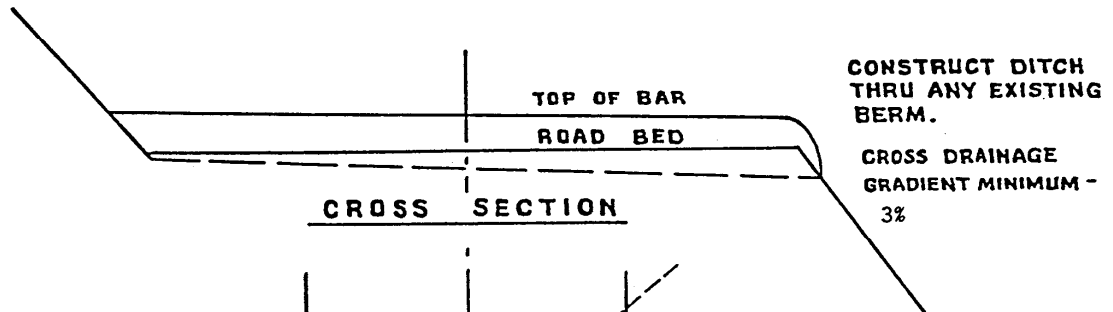 TOP OF BAR
ROAD BED
CROSS SECTION
CONSTRUCT DITCH
THRU ANY EXISTING
BERM.
CROSS DRAINAGE
GRADIENT MINIMUM -
3%